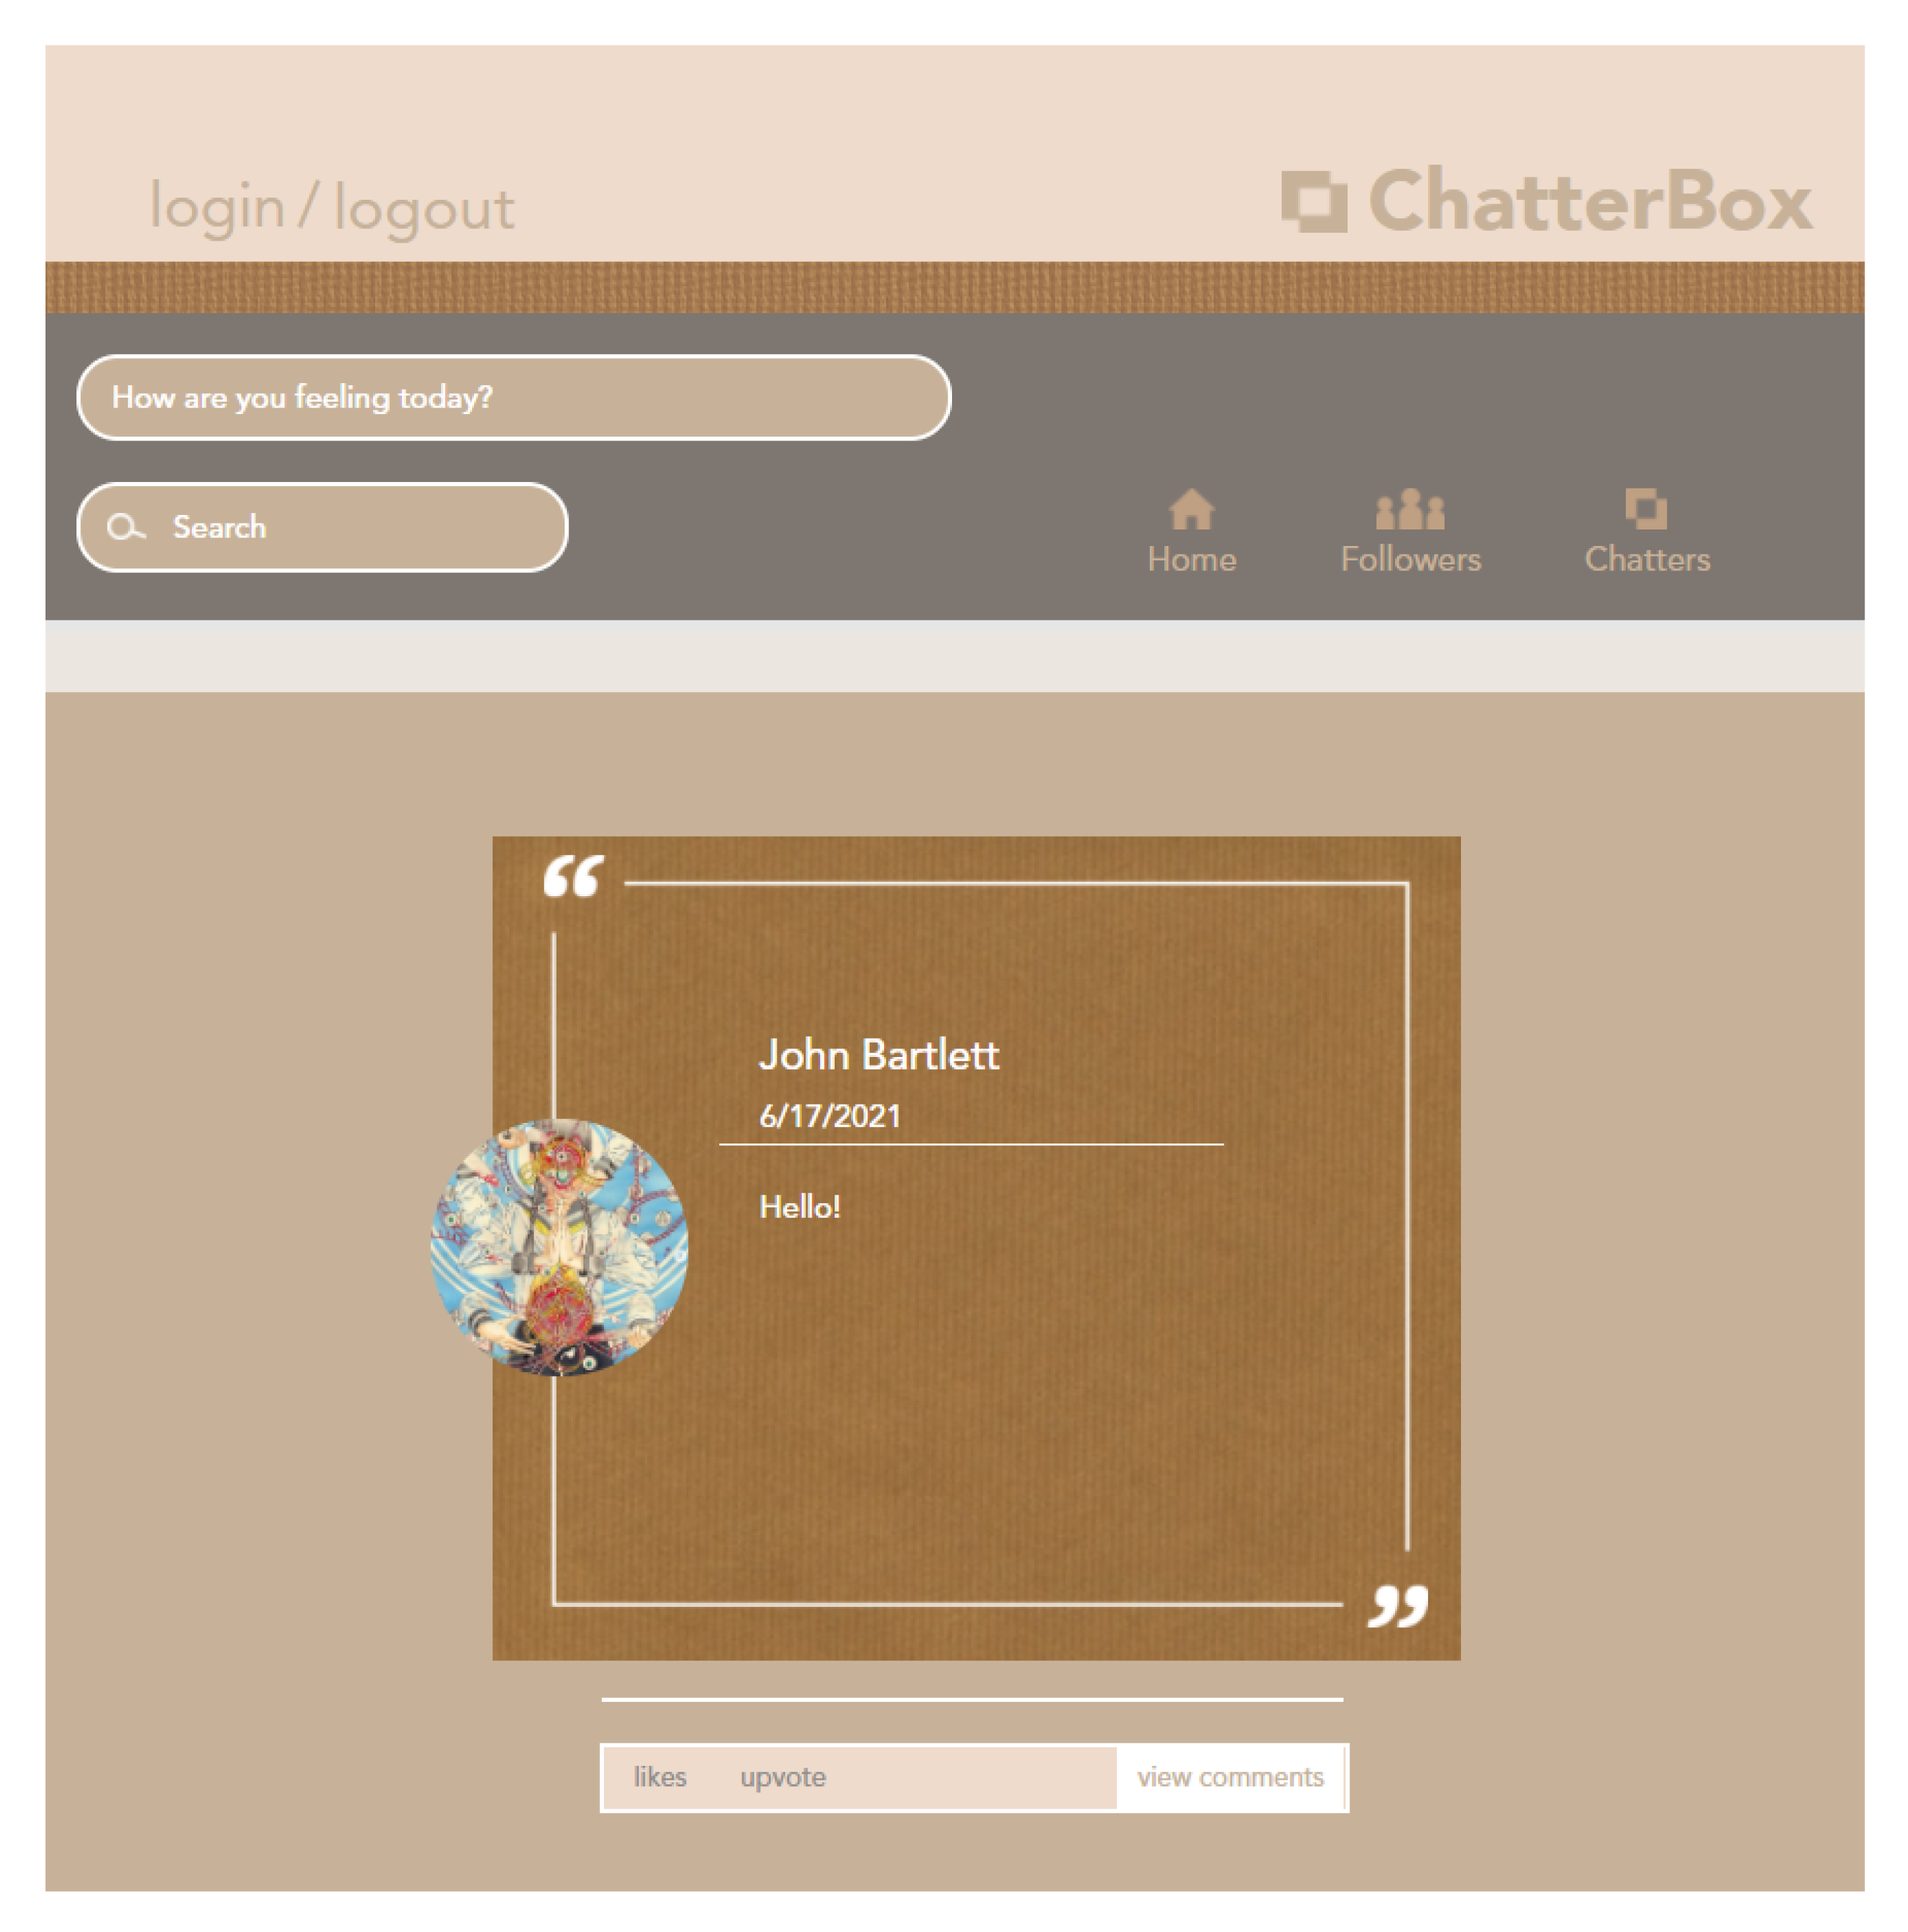 login / logout
ChatterBox
How are you feeling today?
Search
Home
Followers
Chatters
“
John Bartlett
6/17/2021
Hello!
”
likes
upvote
view comments